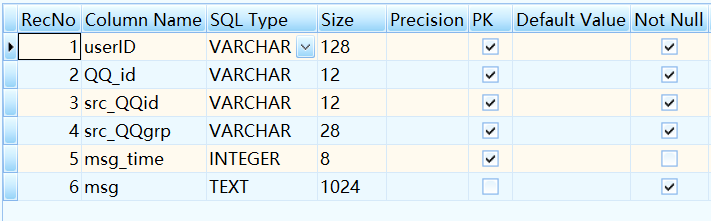 RecNo Column Name SQL Type Size Precision PK Default Value Not Null
1 userID VARCHAR 128
2 QQ_id VARCHAR 12
3 src_QQid VARCHAR 12
4 src_QQgrp VARCHAR 28
5 msg_time INTEGER 8
6 msg TEXT 1024